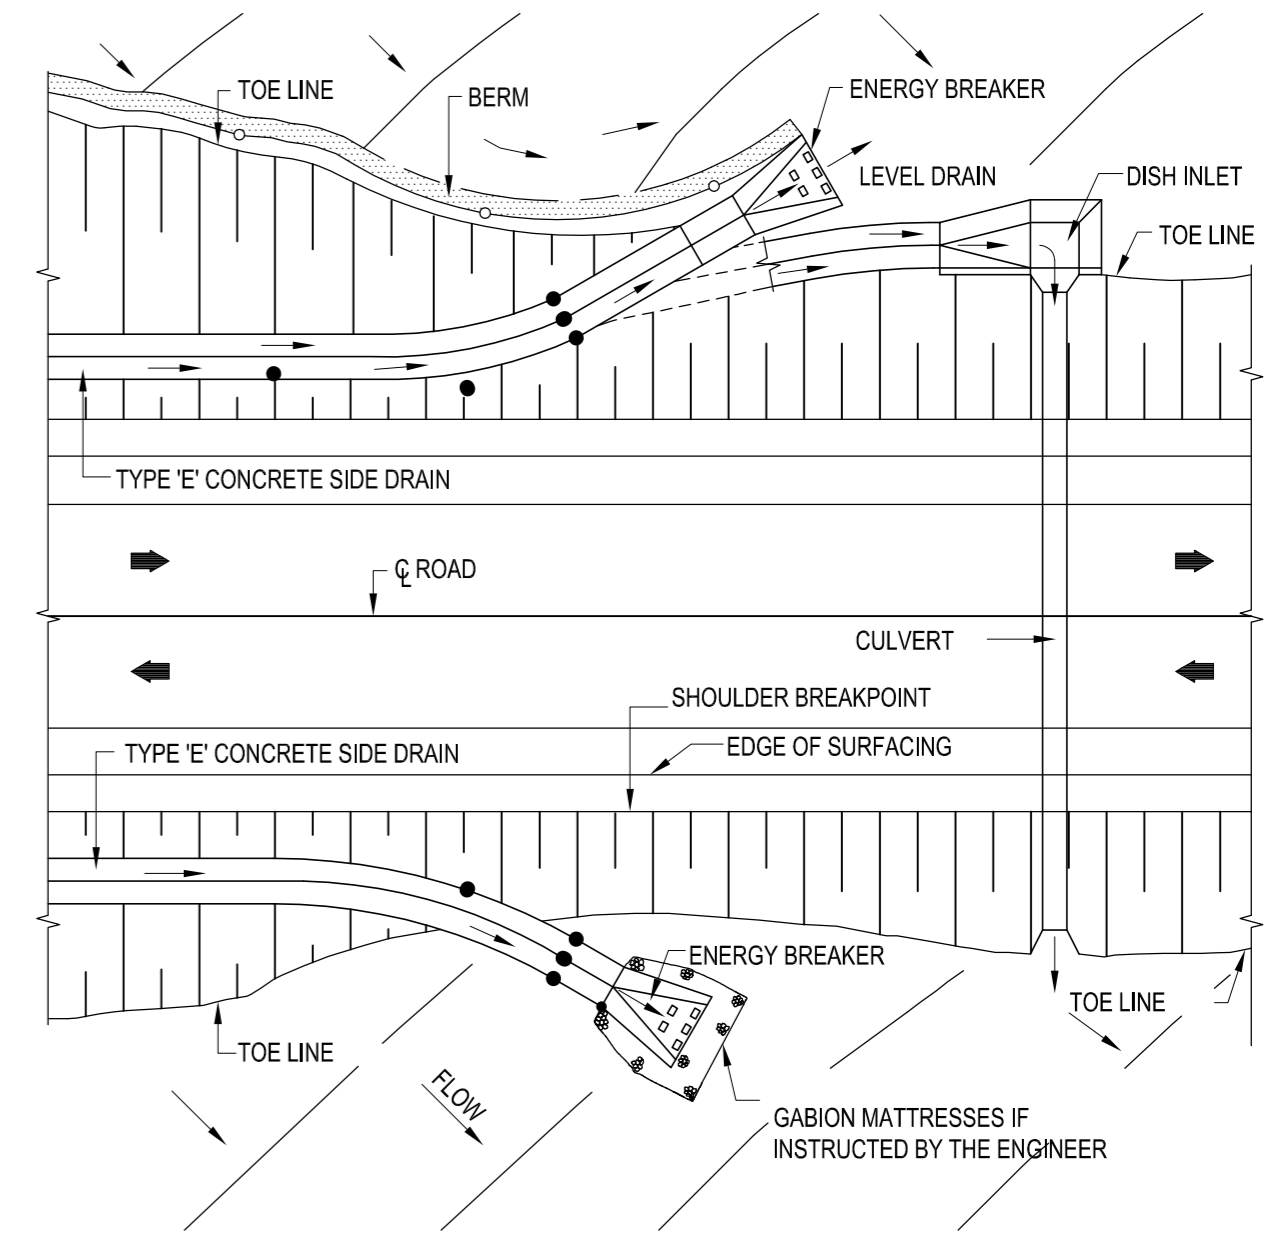 TOE LINE
BERM
ENERGY BREAKER
LEVEL DRAIN
DISH INLET
TOE LINE
TYPE 'E' CONCRETE SIDE DRAIN
℄ ROAD
CULVERT
SHOULDER BREAKPOINT
EDGE OF SURFACING
TYPE 'E' CONCRETE SIDE DRAIN
ENERGY BREAKER
TOE LINE
TOE LINE
FLOW
GABION MATTRESSES IF
INSTRUCTED BY THE ENGINEER